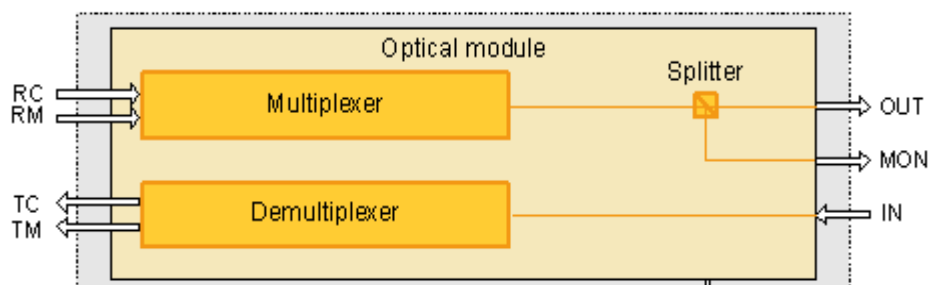 Optical module
Splitter
RC
RM
Multiplexer
OUT
MON
TC
TM
Demultiplexer
IN